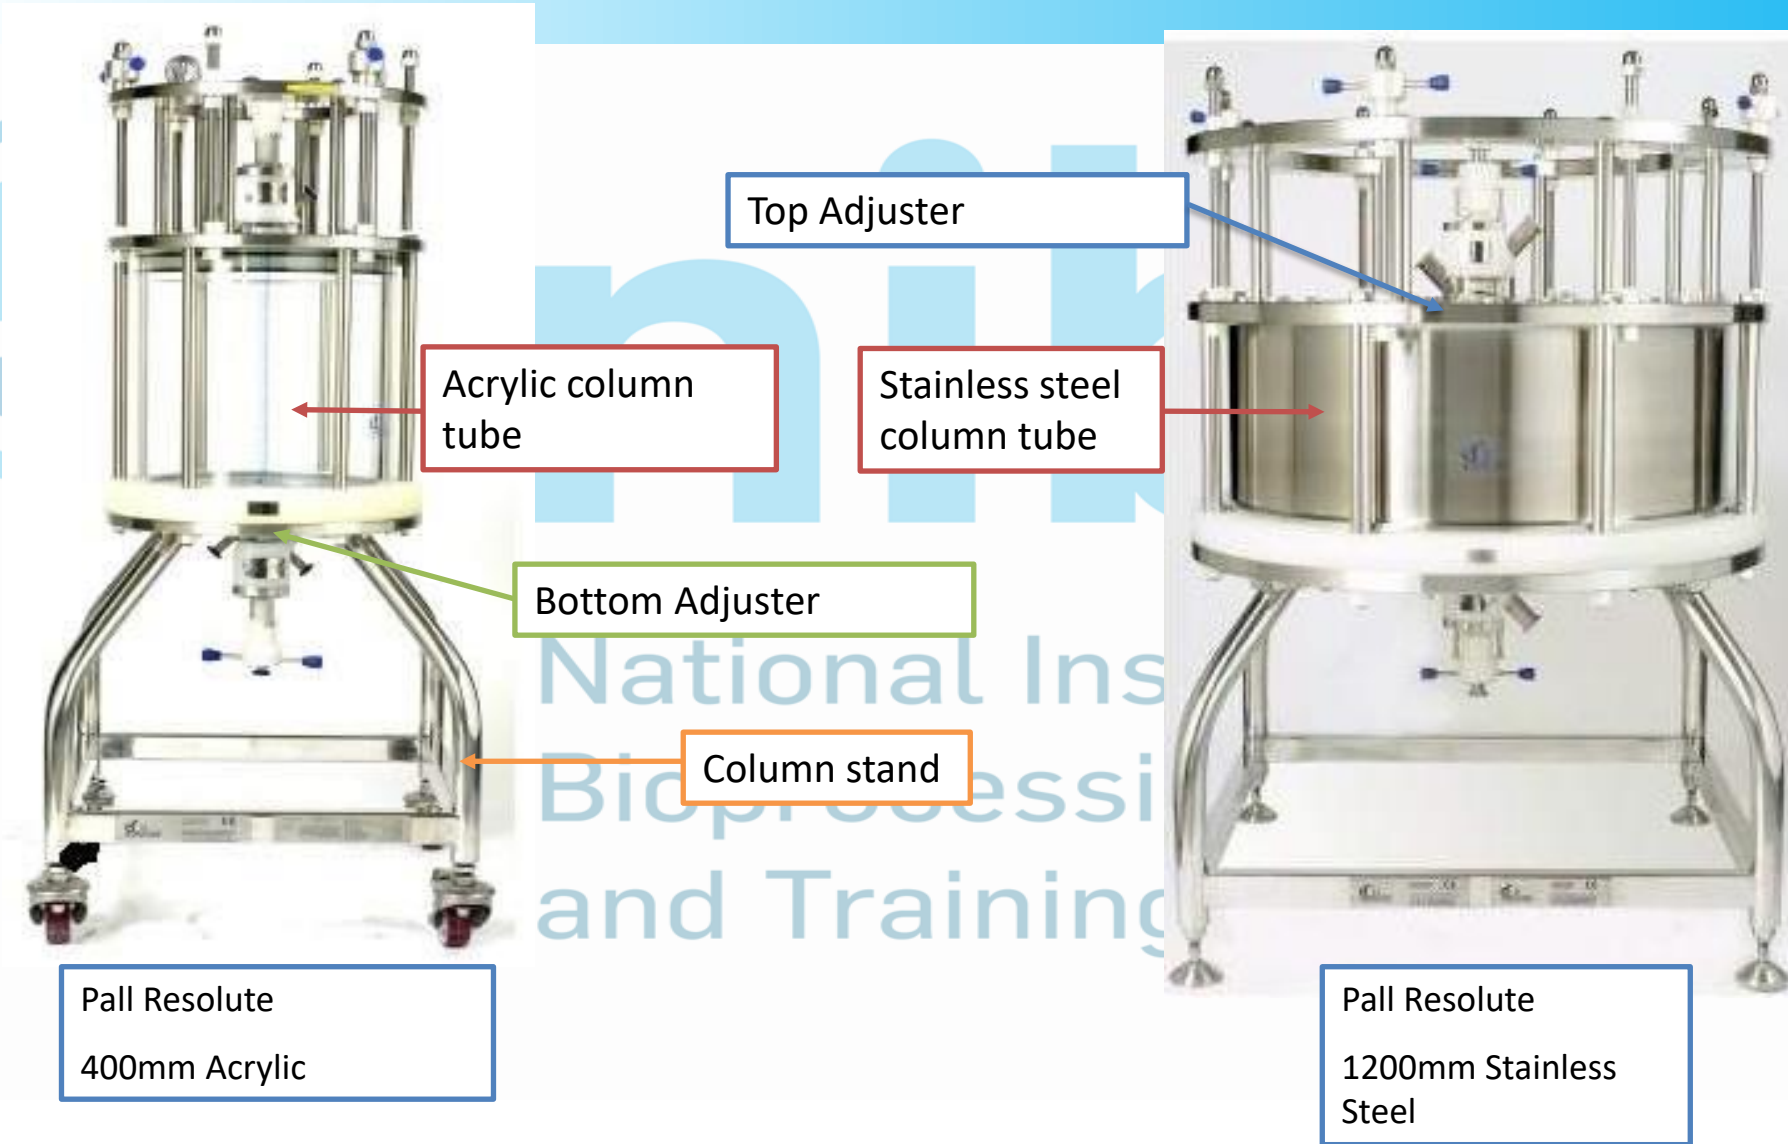 Top Adjuster
Acrylic column
tube
Stainless steel
column tube
Bottom Adjuster
National Ins
Column stand
and Training
Pall Resolute
400mm Acrylic
Pall Resolute
1200mm Stainless
Steel